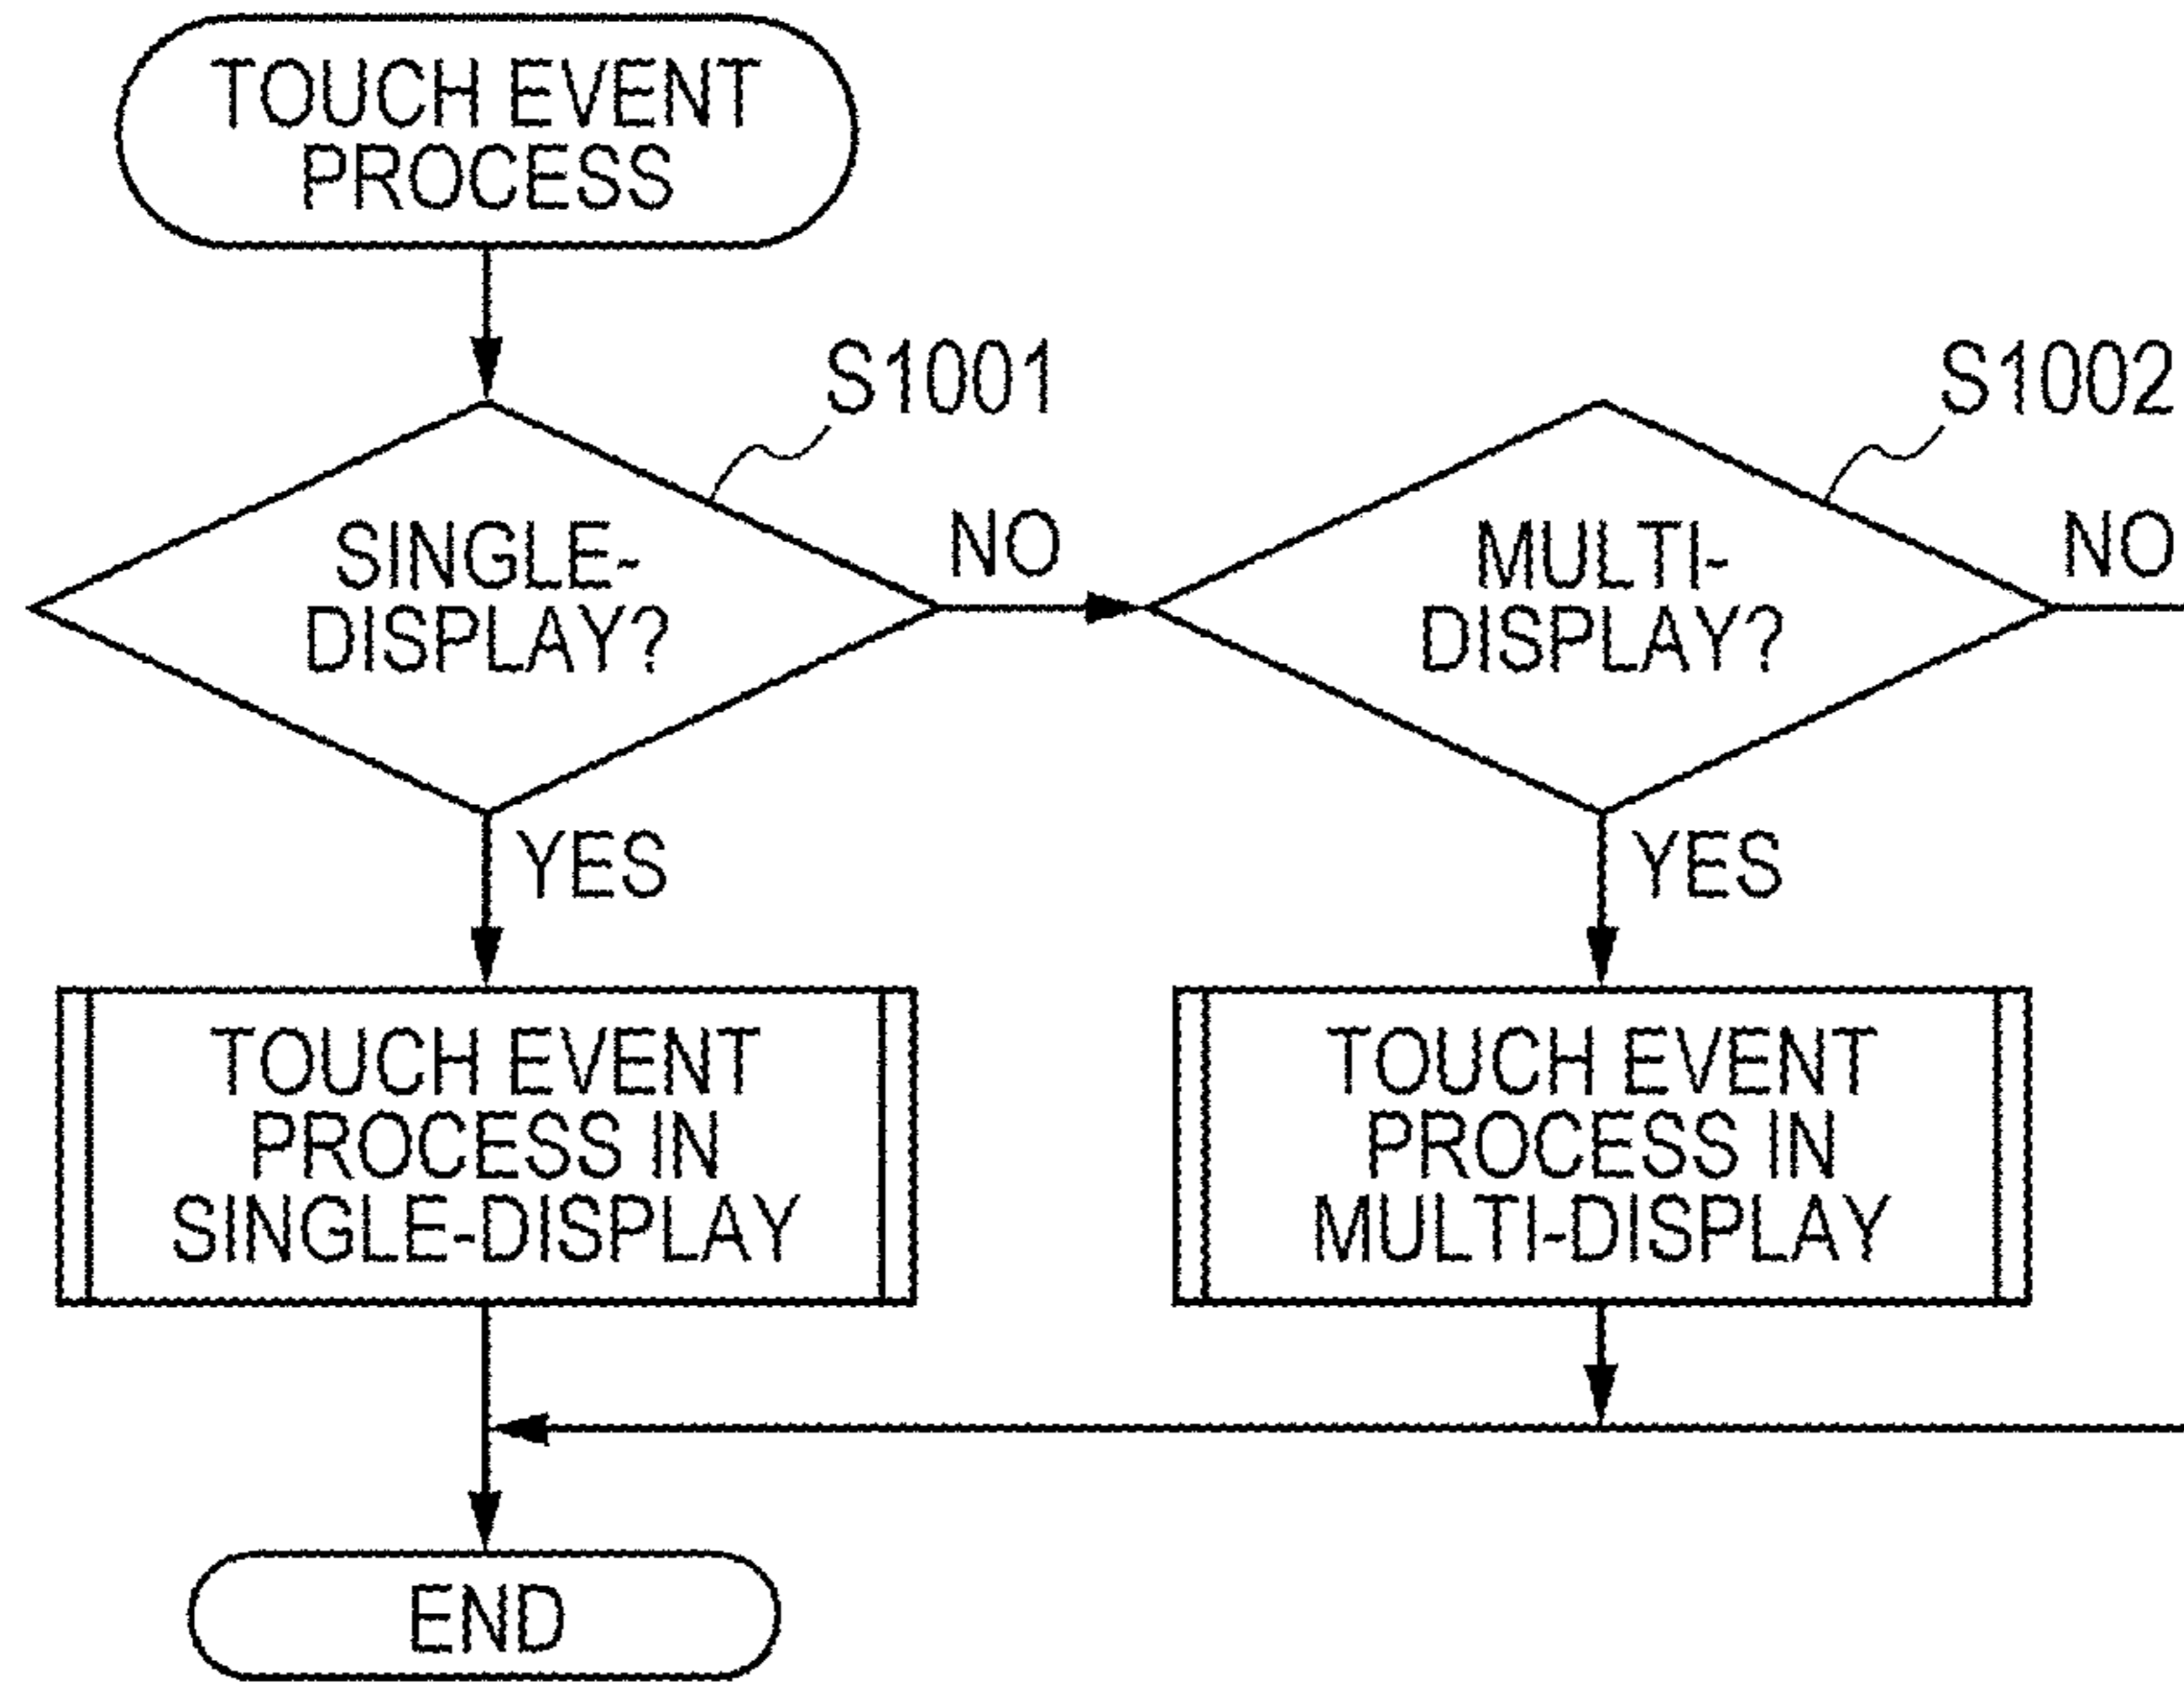 TOUCH EVENT
PROCESS
S1001
S1002
SINGLE-
DISPLAY?
NO
MULTI-
DISPLAY?
NO
YES
YES
TOUCH EVENT
PROCESS IN
SINGLE-DISPLAY
TOUCH EVENT
PROCESS IN
MULTI-DISPLAY
END